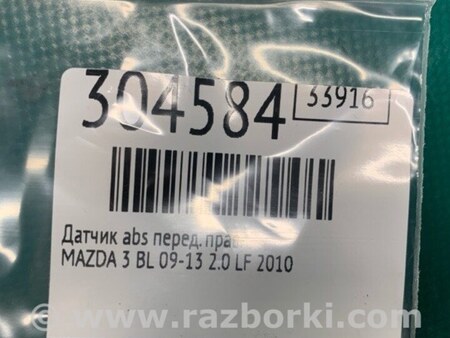 304584
33916
Датчик abs перед. прав
MAZDA 3 BL 09-13 2.0 LF 2010
www.razborki.com